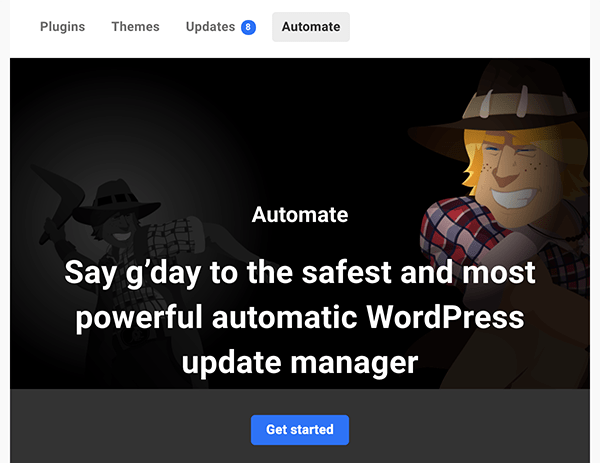 Plugins Themes Updates 8 Automate
Automate
Say g’day to the safest and most
powerful automatic WordPress
update manager
Get started